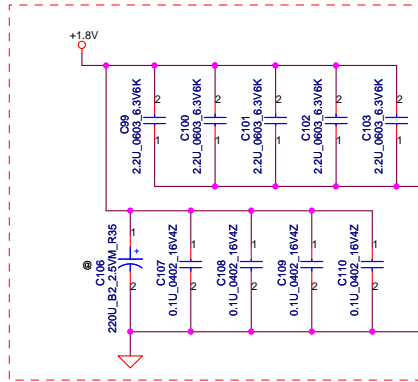 +1.8V
2
C99
2.2U_0603_6.3V6K
1
2
C100
2.2U_0603_6.3V6K
1
2
C101
2.2U_0603_6.3V6K
1
2
C102
2.2U_0603_6.3V6K
1
2
C103
2.2U_0603_6.3V6K
1
@
1
+
C106
220U_B2_2.5VM_R35
2
1
C107
0.1U_0402_16V4Z
2
1
C108
0.1U_0402_16V4Z
2
1
C109
0.1U_0402_16V4Z
2
1
C110
0.1U_0402_16V4Z
2